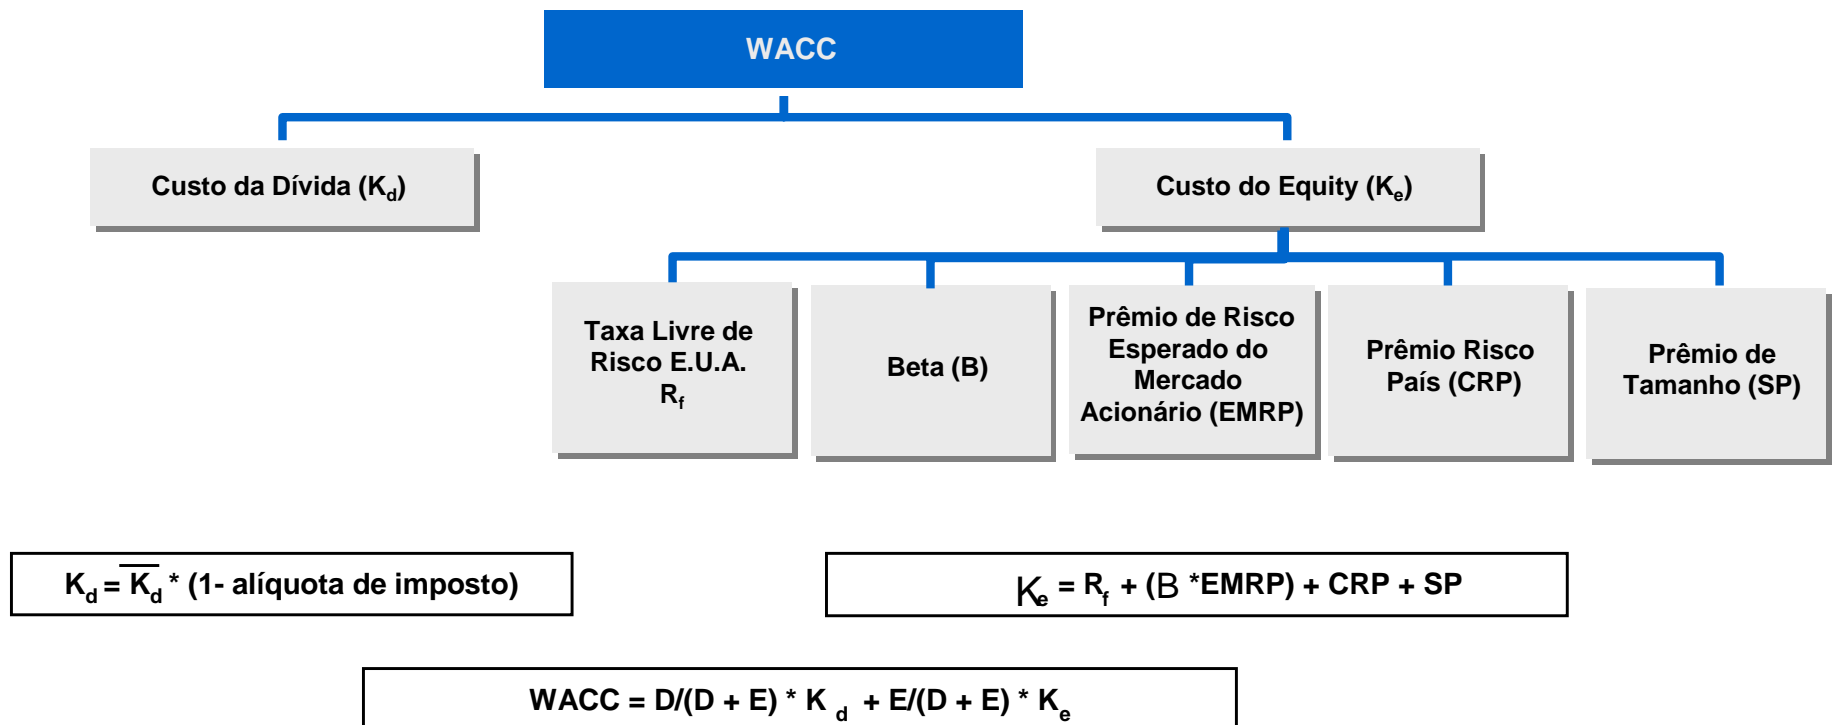 WACC
Custo da Dívida (Kd)
Custo do Equity (Ke)
Taxa Livre de
Risco E.U.A.
Rf
Beta (B)
Prêmio de Risco
Esperado do
Mercado
Acionário (EMRP)
Prêmio Risco
País (CRP)
Prêmio de
Tamanho (SP)
Kd = K̅d̅ * (1- alíquota de imposto)
Ke = Rf + (B *EMRP) + CRP + SP
WACC = D/(D + E) * K d + E/(D + E) * Ke